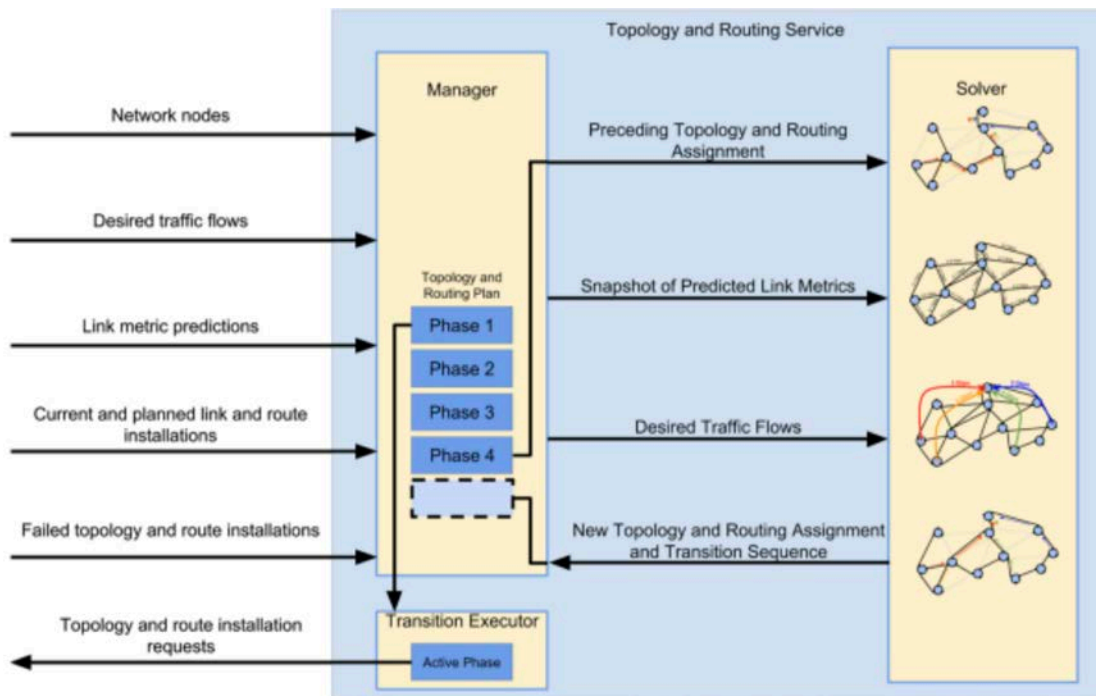 Topology and Routing Service
Manager
Solver
Network nodes
Preceding Topology and Routing
Assignment
Desired traffic flows
Topology and
Routing Plan
Snapshot of Predicted Link Metrics
Link metric predictions
Phase 1
Phase 2
Phase 3
Phase 4
Current and planned link and route
installations
Desired Traffic Flows
Failed topology and route installations
New Topology and Routing Assignment
and Transition Sequence
Transition Executor
Topology and route installation
requests
Active Phase